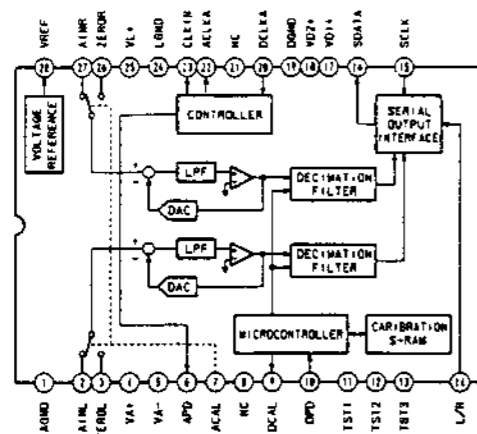 VREF AINR ZEROR VL+ LGND CLKIN ACLKA NC DCLKA DGND VD2+ VD1+ SDATA SCLK
28 27 26 25 24 23 22 21 20 19 18 17 16 15
VOLTAGE
REFERENCE
CONTROLLER
SERIAL
OUTPUT
INTERFACE
+
-
LPF
DECIMATION
FILTER
DAC
+
-
LPF
DECIMATION
FILTER
DAC
MICROCONTROLLER
CARIBRATION
S-RAM
1 2 3 4 5 6 7 8 9 10 11 12 13 14
AGND AINL ZEROL VA+ VA- APD ACAL NC DCAL DPD TST1 TST2 TST3 L/R